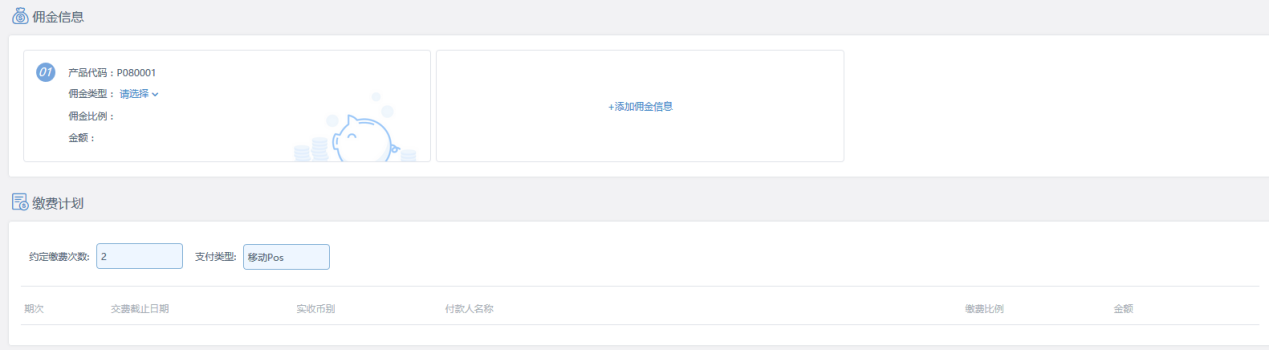 佣金信息
01
产品代码：P080001
佣金类型：请选择
佣金比例：
金额：
+添加佣金信息
缴费计划
约定缴费次数: 2 支付类型: 移动Pos
期次 交费截止日期 实收币别 付款人名称 缴费比例 金额